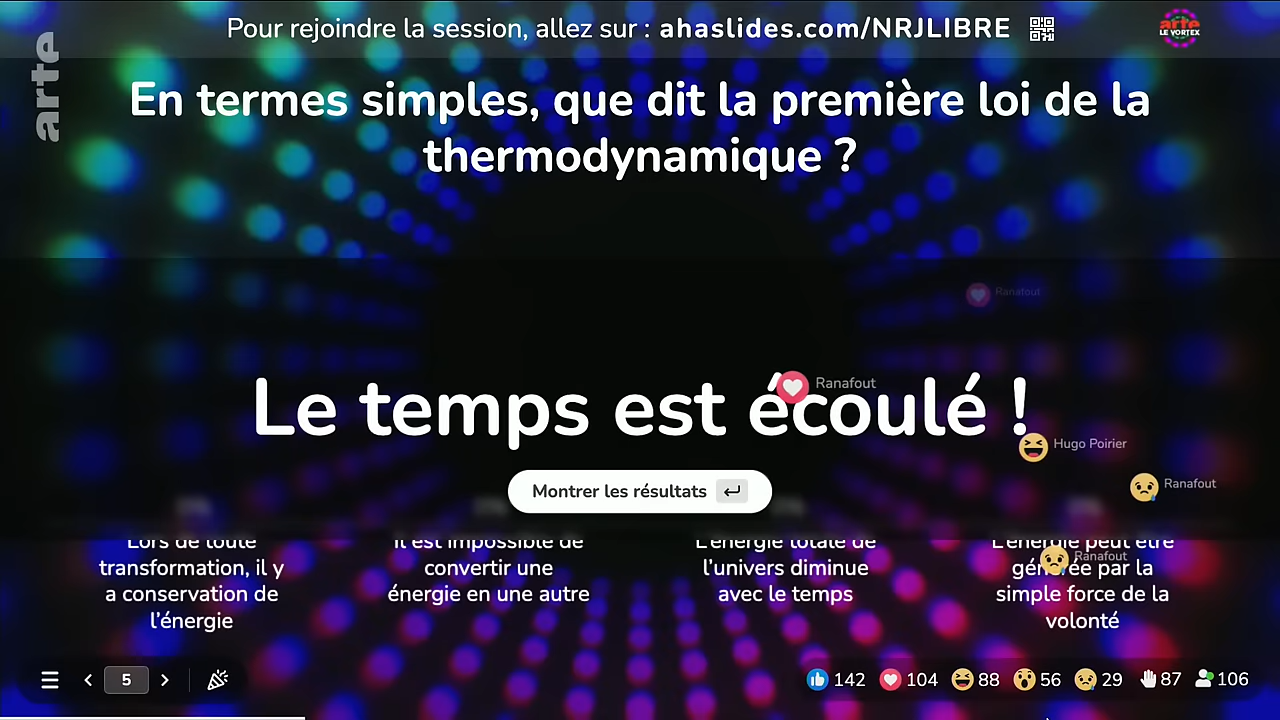 Pour rejoindre la session, allez sur : ahaslides.com/NRJLIBRE
arte
LE VORTEX
arte
En termes simples, que dit la première loi de la
thermodynamique ?
Ranafout
Le temps est écoulé !
Ranafout
Hugo Poirier
Ranafout
Montrer les résultats
Lors de toute
transformation, il y
a conservation de
l'énergie
Il est impossible de
convertir une
énergie en une autre
L'énergie totale de
l'univers diminue
avec le temps
L'énergie peut être
générée par la
simple force de la
volonté
Ranafout
5
142
104
88
56
29
87
106